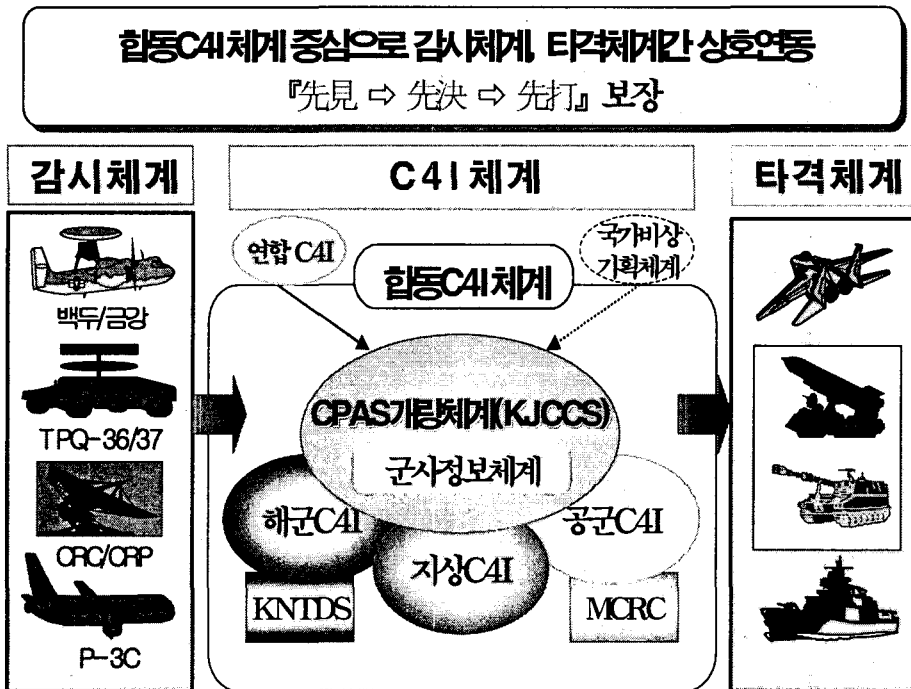 합동C4I체계 중심으로 감시체계, 타격체계간 상호연동
『先見 ⇨ 先決 ⇨ 先打』 보장
감시체계
C4I 체계
타격체계
연합 C4I
국가비상
기획체계
합동C4I체계
백두/금강
TPQ-36/37
CRC/CRP
P-3C
CPAS개량체계(KJCCS)
군사정보체계
해군C4I
지상C4I
공군C4I
KNTDS
MCRC